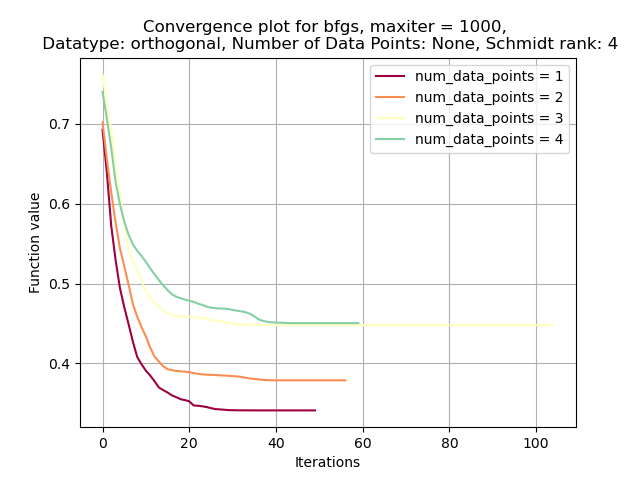 Convergence plot for bfgs, maxiter = 1000,
Datatype: orthogonal, Number of Data Points: None, Schmidt rank: 4
num_data_points = 1
num_data_points = 2
num_data_points = 3
num_data_points = 4
0.7
0.6
0.5
0.4
Function value
0 20 40 60 80 100
Iterations